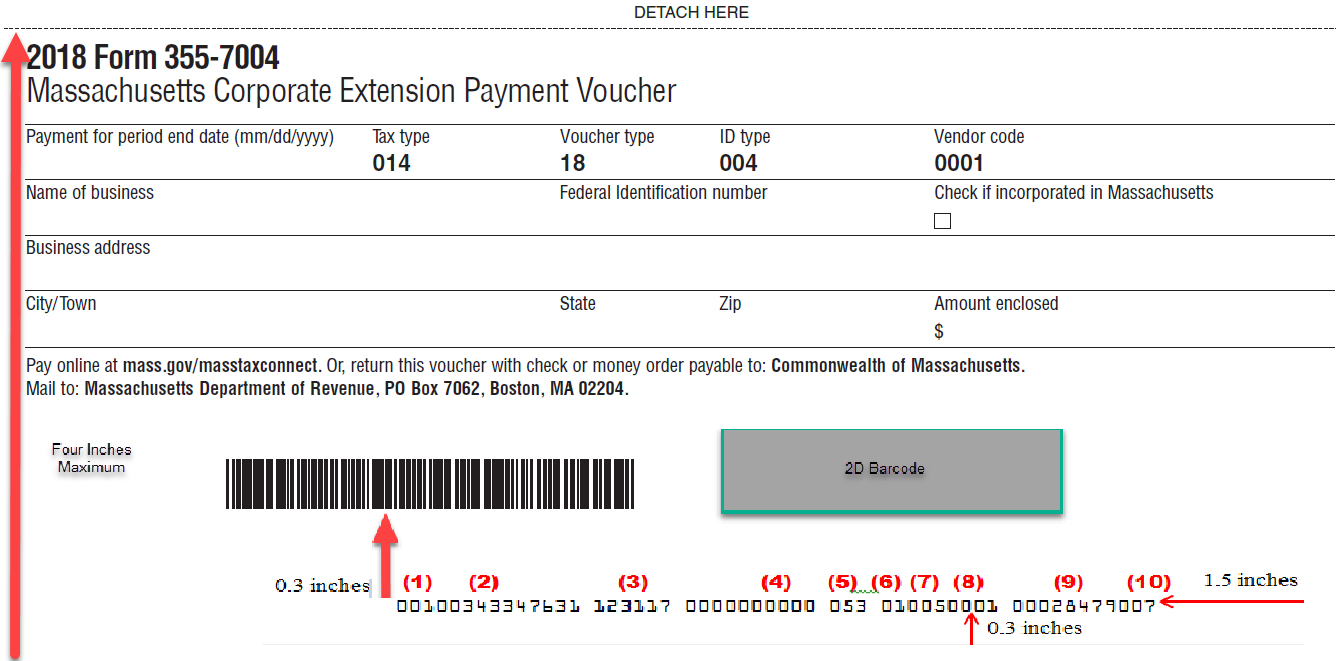 DETACH HERE
2018 Form 355-7004
Massachusetts Corporate Extension Payment Voucher
Payment for period end date (mm/dd/yyyy) Tax type Voucher type ID type Vendor code
014 18 004 0001
Name of business Federal Identification number Check if incorporated in Massachusetts
Business address
City/Town State Zip Amount enclosed
$
Pay online at mass.gov/masstaxconnect. Or, return this voucher with check or money order payable to: Commonwealth of Massachusetts.
Mail to: Massachusetts Department of Revenue, PO Box 7062, Boston, MA 02204.
Four Inches
Maximum
2D Barcode
0.3 inches (1) (2) (3) (4) (5) (6) (7) (8) (9) (10) 1.5 inches
00100343347631 123117 0000000000 053 010050001 00028479007
0.3 inches